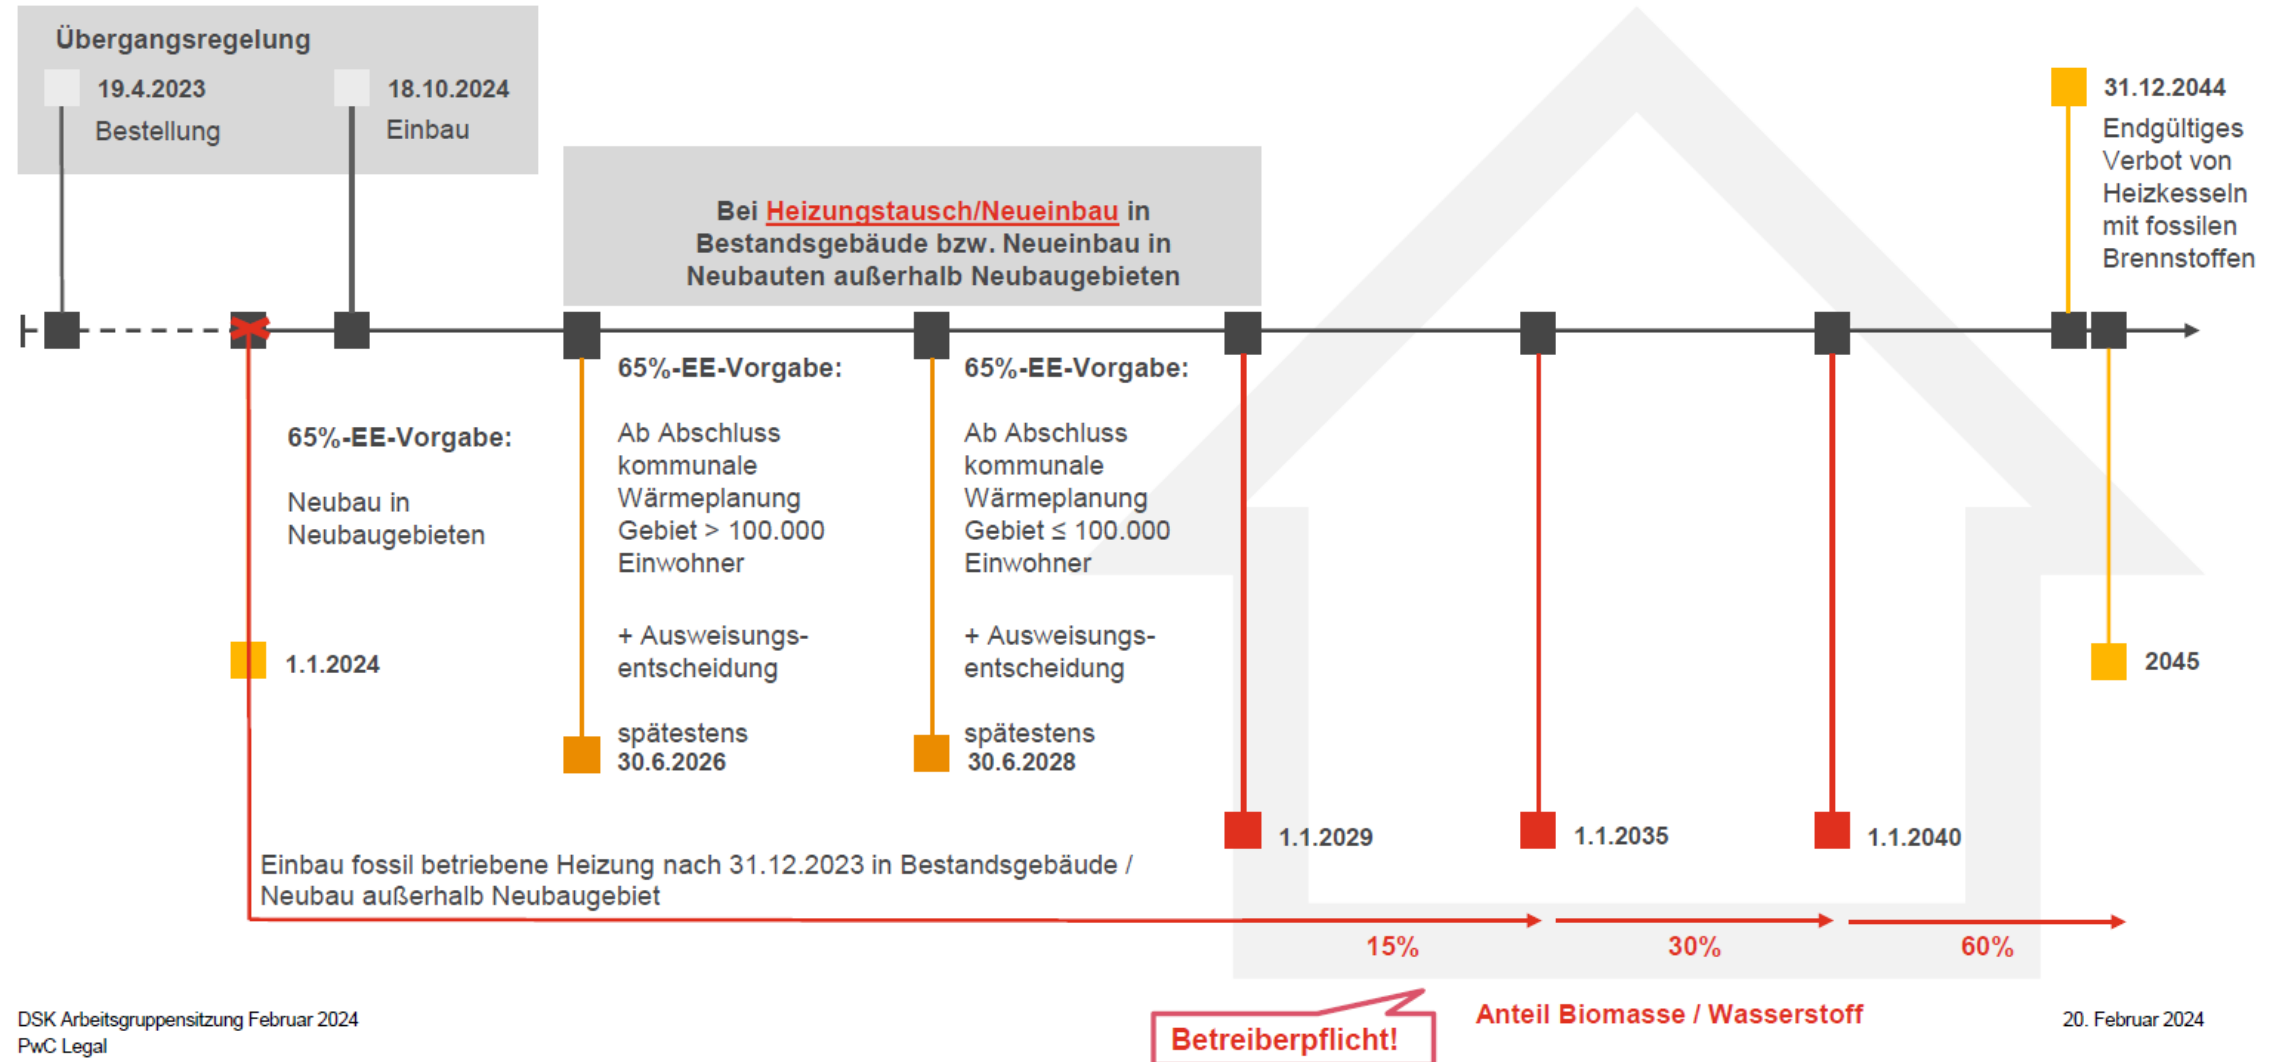 Übergangsregelung
19.4.2023
Bestellung
18.10.2024
Einbau
31.12.2044
Endgültiges
Verbot von
Heizkesseln
mit fossilen
Brennstoffen
Bei Heizungstausch/Neueinbau in
Bestandsgebäude bzw. Neueinbau in
Neubauten außerhalb Neubaugebieten
65%-EE-Vorgabe:
Neubau in
Neubaugebieten
1.1.2024
65%-EE-Vorgabe:
Ab Abschluss
kommunale
Wärmeplanung
Gebiet > 100.000
Einwohner
+ Ausweisungs-
entscheidung
spätestens
30.6.2026
65%-EE-Vorgabe:
Ab Abschluss
kommunale
Wärmeplanung
Gebiet ≤ 100.000
Einwohner
+ Ausweisungs-
entscheidung
spätestens
30.6.2028
2045
1.1.2029
1.1.2035
1.1.2040
Einbau fossil betriebene Heizung nach 31.12.2023 in Bestandsgebäude /
Neubau außerhalb Neubaugebiet
15%
30%
60%
Betreiberpflicht!
Anteil Biomasse / Wasserstoff
DSK Arbeitsgruppensitzung Februar 2024
PwC Legal
20. Februar 2024